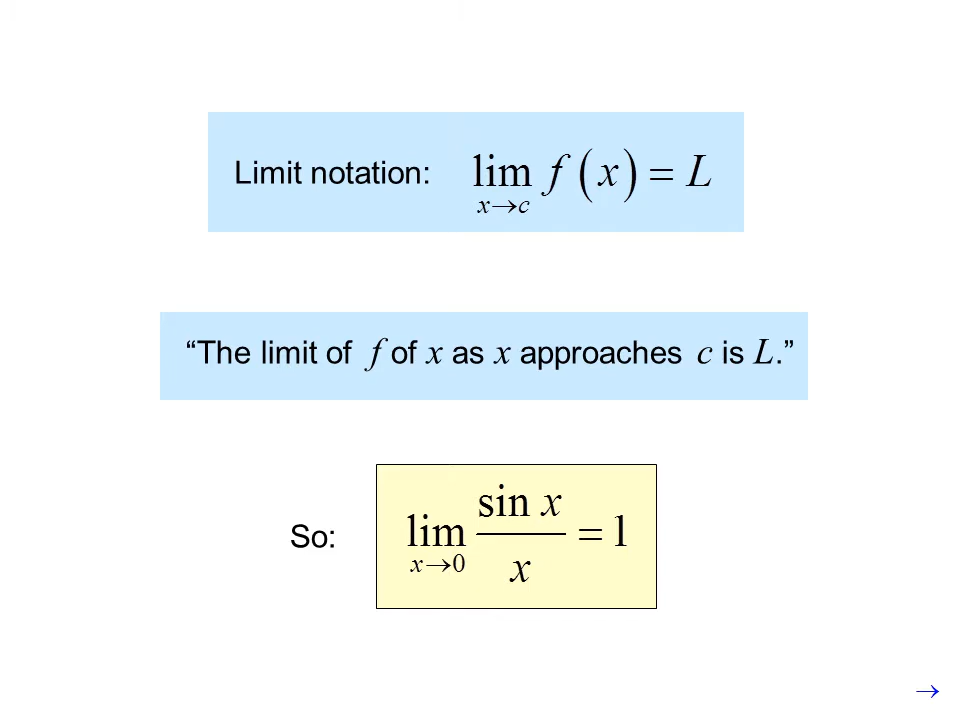 Limit notation: lim x→c f(x) = L
“The limit of f of x as x approaches c is L.”
So: lim x→0 sin x / x = 1
→